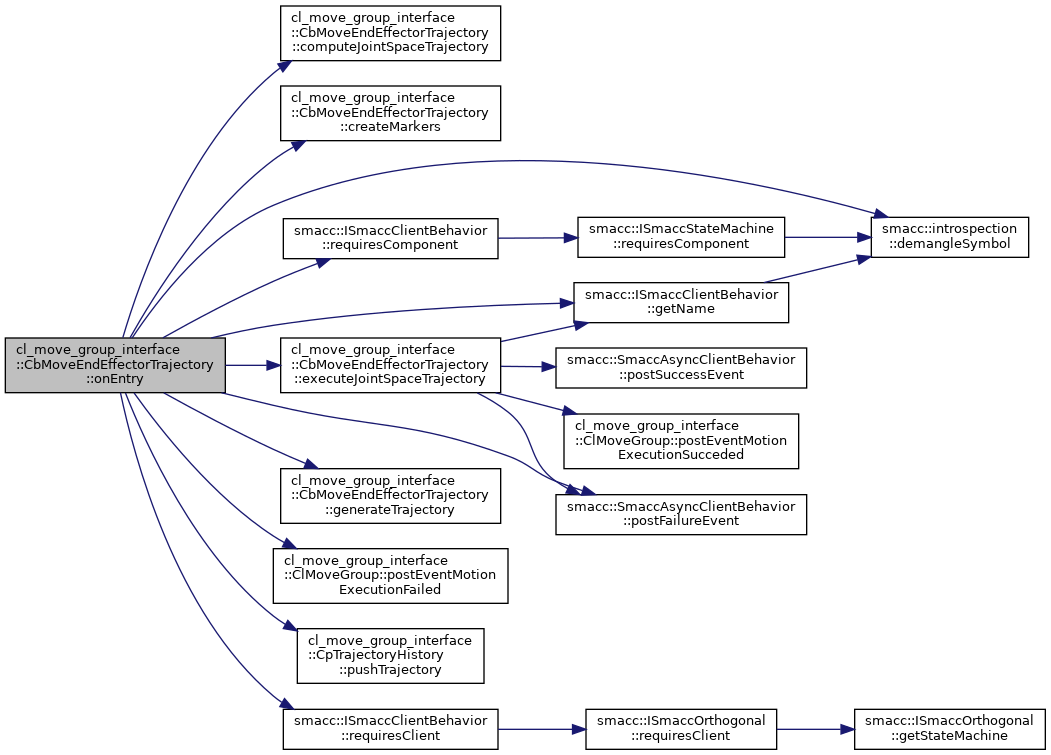 cl_move_group_interface
::CbMoveEndEffectorTrajectory
::computeJointSpaceTrajectory
cl_move_group_interface
::CbMoveEndEffectorTrajectory
::createMarkers
smacc::ISmaccClientBehavior
::requiresComponent
smacc::ISmaccStateMachine
::requiresComponent
smacc::introspection
::demangleSymbol
smacc::ISmaccClientBehavior
::getName
cl_move_group_interface
::CbMoveEndEffectorTrajectory
::onEntry
cl_move_group_interface
::CbMoveEndEffectorTrajectory
::executeJointSpaceTrajectory
smacc::SmaccAsyncClientBehavior
::postSuccessEvent
cl_move_group_interface
::ClMoveGroup::postEventMotion
ExecutionSucceded
cl_move_group_interface
::CbMoveEndEffectorTrajectory
::generateTrajectory
smacc::SmaccAsyncClientBehavior
::postFailureEvent
cl_move_group_interface
::ClMoveGroup::postEventMotion
ExecutionFailed
cl_move_group_interface
::CpTrajectoryHistory
::pushTrajectory
smacc::ISmaccClientBehavior
::requiresClient
smacc::ISmaccOrthogonal
::requiresClient
smacc::ISmaccOrthogonal
::getStateMachine